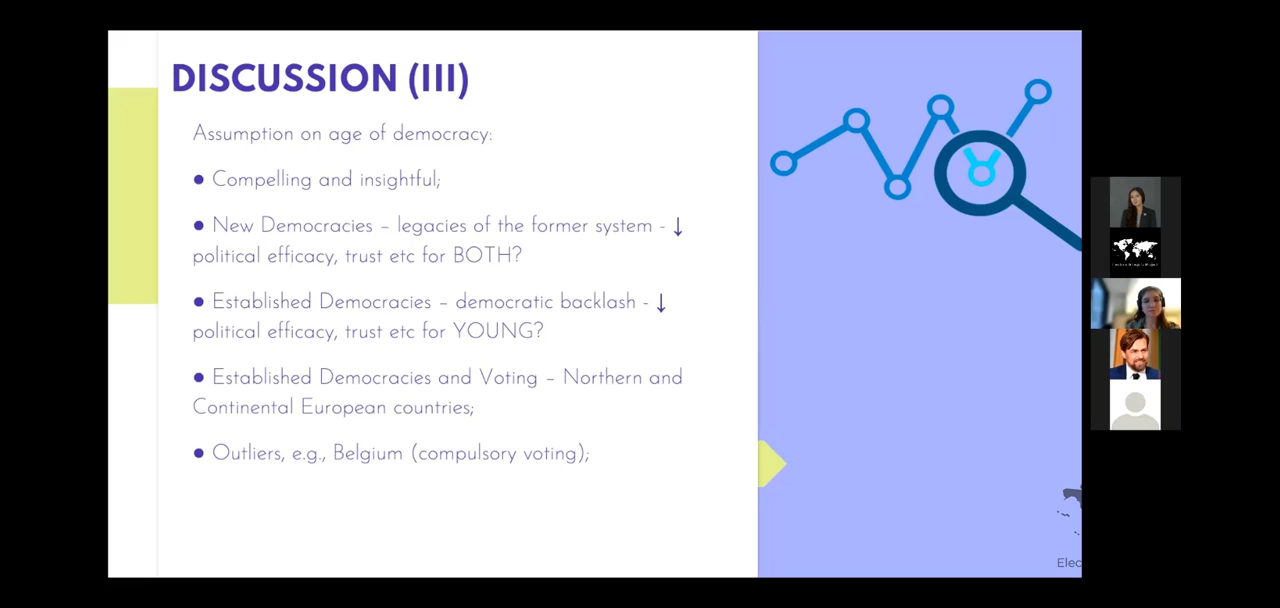 DISCUSSION (III)
Assumption on age of democracy:
● Compelling and insightful;
● New Democracies – legacies of the former system - ↓
political efficacy, trust etc for BOTH?
● Established Democracies – democratic backlash - ↓
political efficacy, trust etc for YOUNG?
● Established Democracies and Voting – Northern and
Continental European countries;
● Outliers, e.g., Belgium (compulsory voting);
Elec